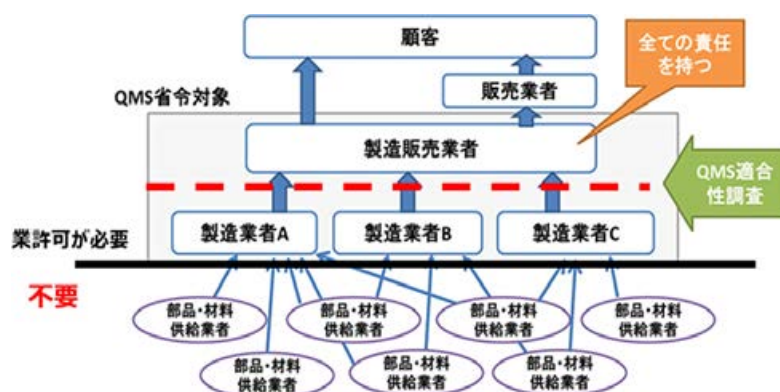 顧客
全ての責任
を持つ
販売業者
QMS省令対象
製造販売業者
QMS適合
性調査
業許可が必要
製造業者A
製造業者B
製造業者C
不要
部品・材料
供給業者
部品・材料
供給業者
部品・材料
供給業者
部品・材料
供給業者
部品・材料
供給業者
部品・材料
供給業者
部品・材料
供給業者